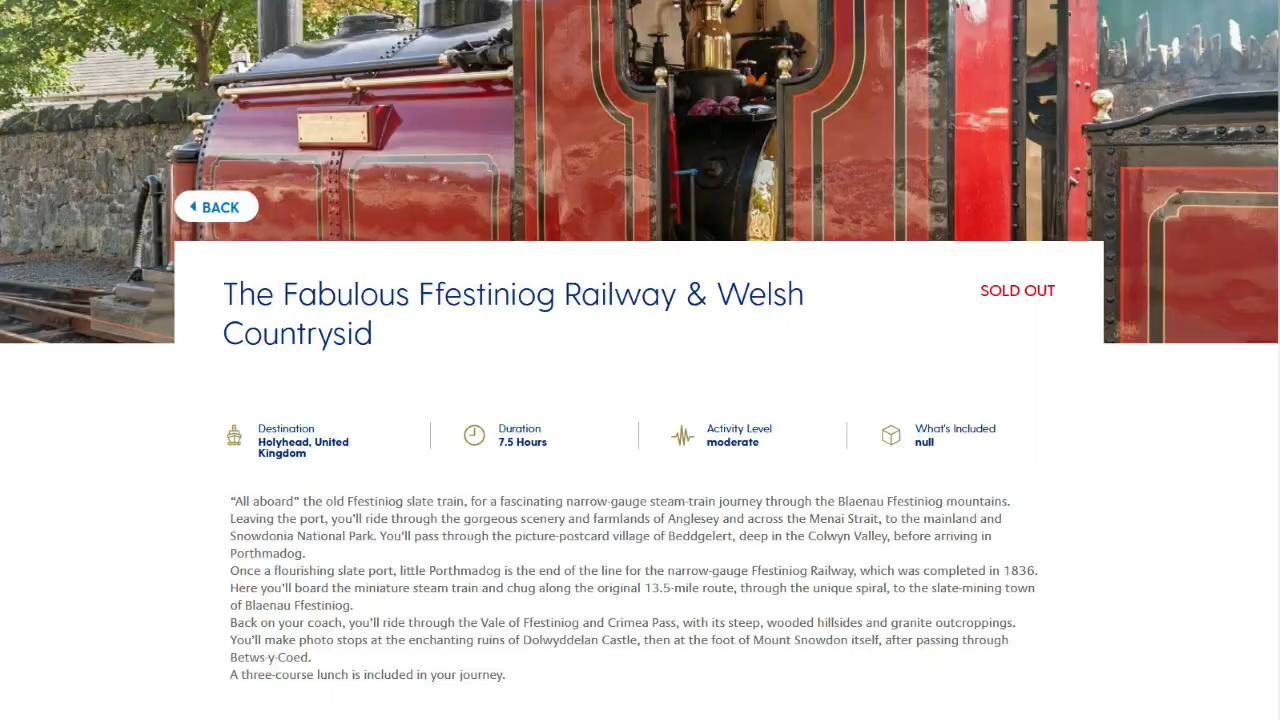 BACK
The Fabulous Ffestiniog Railway & Welsh
Countrysid
SOLD OUT
Destination
Holyhead, United
Kingdom
Duration
7.5 Hours
Activity Level
moderate
What's Included
null
“All aboard” the old Ffestiniog slate train, for a fascinating narrow-gauge steam-train journey through the Blaenau Ffestiniog mountains.
Leaving the port, you’ll ride through the gorgeous scenery and farmlands of Anglesey and across the Menai Strait, to the mainland and
Snowdonia National Park. You’ll pass through the picture-postcard village of Beddgelert, deep in the Colwyn Valley, before arriving in
Porthmadog.
Once a flourishing slate port, little Porthmadog is the end of the line for the narrow-gauge Ffestiniog Railway, which was completed in 1836.
Here you’ll board the miniature steam train and chug along the original 13.5-mile route, through the unique spiral, to the slate-mining town
of Blaenau Ffestiniog.
Back on your coach, you’ll ride through the Vale of Ffestiniog and Crimea Pass, with its steep, wooded hillsides and granite outcroppings.
You’ll make photo stops at the enchanting ruins of Dolwyddelan Castle, then at the foot of Mount Snowdon itself, after passing through
Betws-y-Coed.
A three-course lunch is included in your journey.